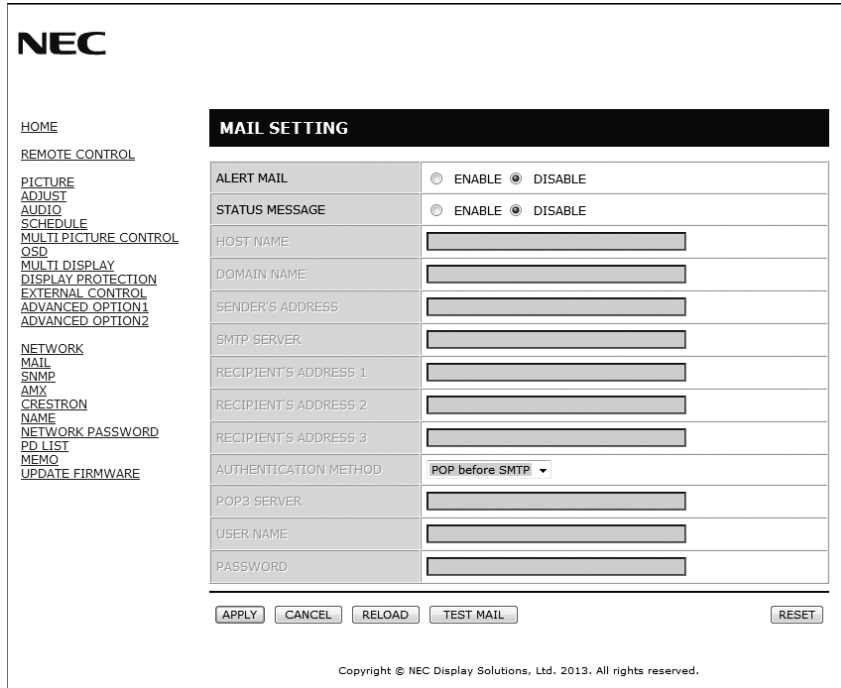 NEC
HOME
REMOTE CONTROL
PICTURE
ADJUST
AUDIO
SCHEDULE
MULTI PICTURE CONTROL
OSD
MULTI DISPLAY
DISPLAY PROTECTION
EXTERNAL CONTROL
ADVANCED OPTION1
ADVANCED OPTION2
NETWORK
MAIL
SNMP
AMX
CRESTRON
NAME
NETWORK PASSWORD
PD LIST
MEMO
UPDATE FIRMWARE
MAIL SETTING
ALERT MAIL ENABLE DISABLE
STATUS MESSAGE ENABLE DISABLE
HOST NAME
DOMAIN NAME
SENDER'S ADDRESS
SMTP SERVER
RECIPIENT'S ADDRESS 1
RECIPIENT'S ADDRESS 2
RECIPIENT'S ADDRESS 3
AUTHENTICATION METHOD POP before SMTP
POP3 SERVER
USER NAME
PASSWORD
APPLY CANCEL RELOAD TEST MAIL RESET
Copyright © NEC Display Solutions, Ltd. 2013. All rights reserved.